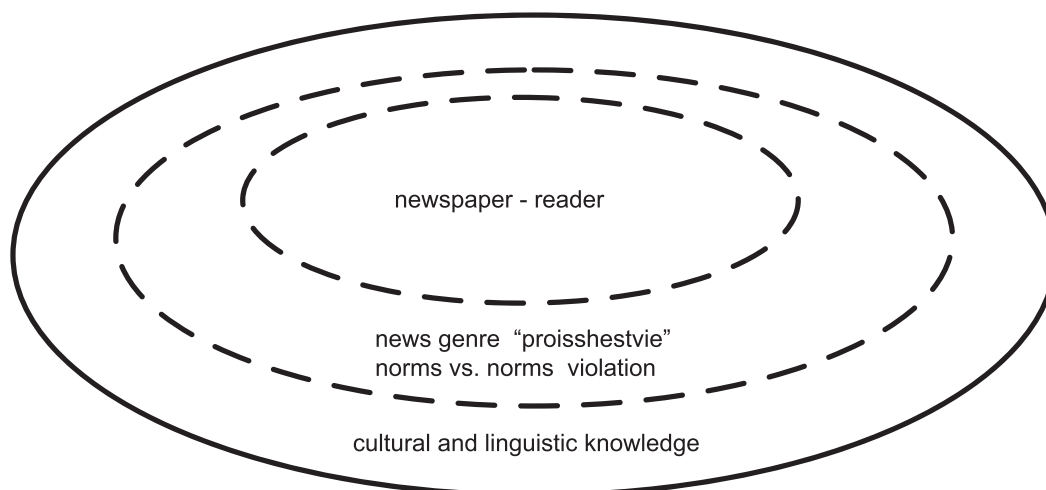 newspaper - reader
news genre “proisshestvie”
norms vs. norms violation
cultural and linguistic knowledge